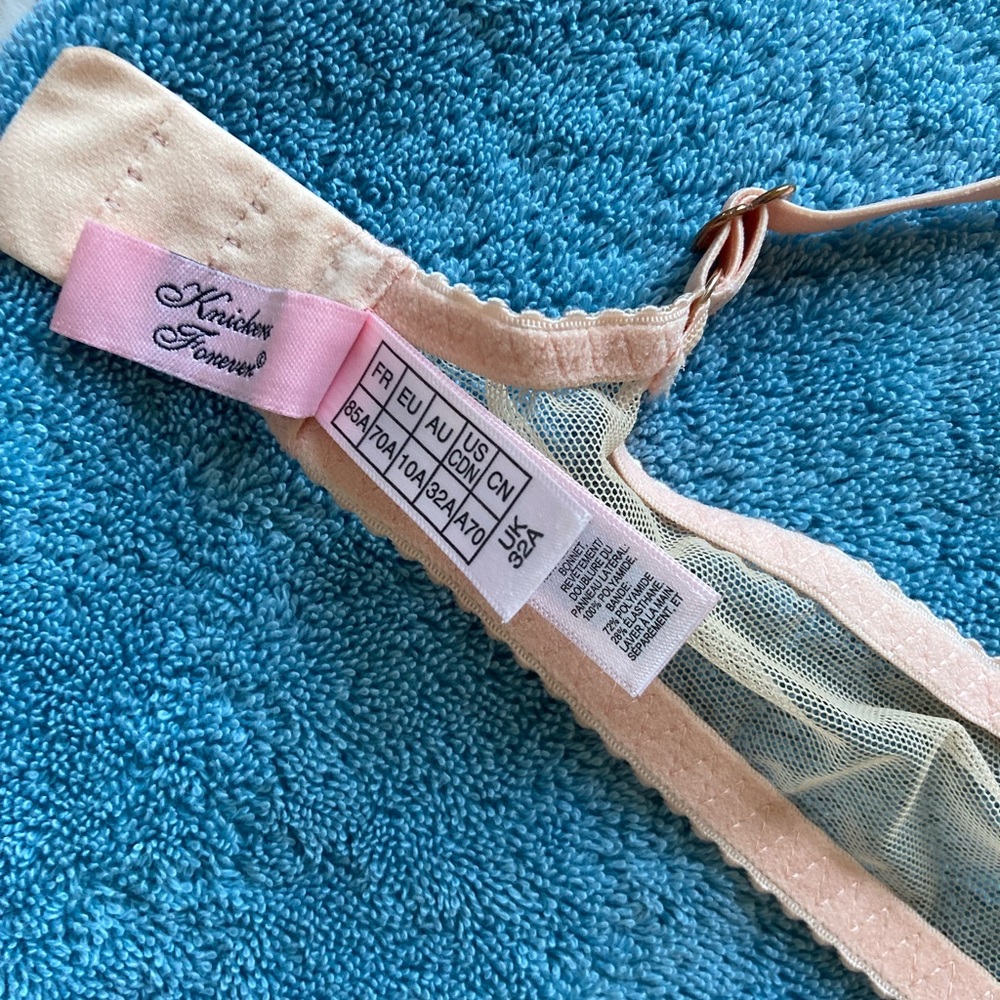 Knickers
Forever®
FR EU AU US CDN CN
85A 70A 10A 32A A70
UK
32A
BONNET,
REVÊTEMENT/
DOUBLURE DU
PANNEAU LATÉRAL:
100% POLYAMIDE.
BANDE:
72% POLYAMIDE
28% ÉLASTHANE.
LAVER À LA MAIN
SÉPARÉMENT ET